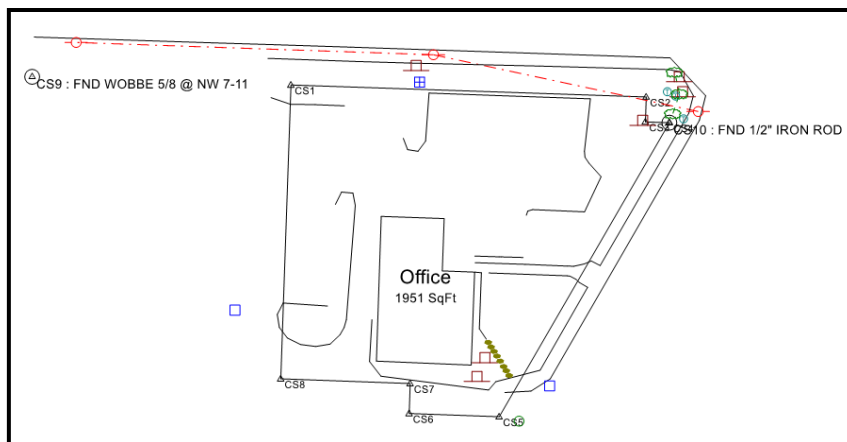 CS9 : FND WOBBE 5/8 @ NW 7-11
CS1
CS2
CS3
CS10 : FND 1/2" IRON ROD
Office
1951 SqFt
CS8
CS7
CS6
CS5